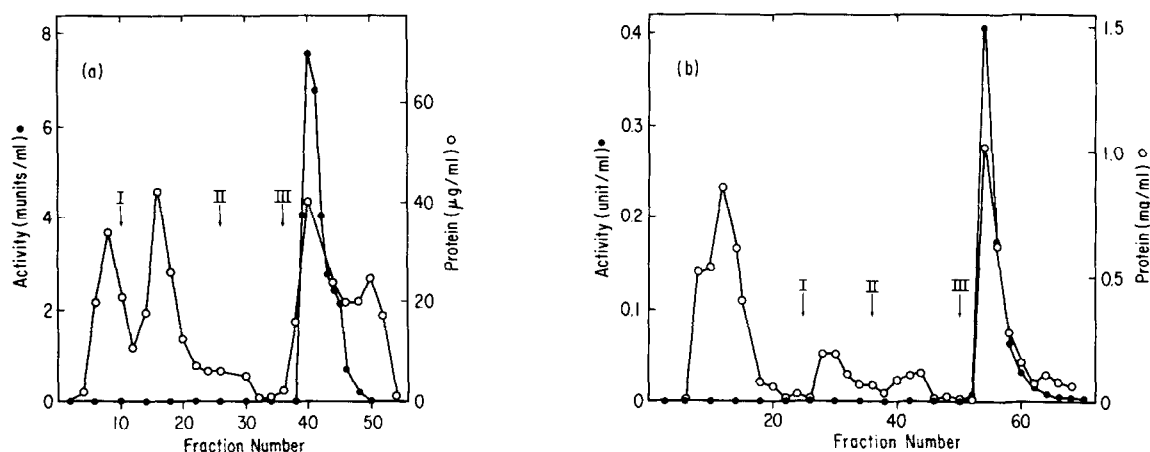 (a)
Activity (munits/ml) ●
8
6
4
2
0
I
II
III
60
40
20
0
Protein (μg/ml) ○
10
20
30
40
50
Fraction Number
(b)
Activity (unit/ml) ●
0.4
0.3
0.2
0.1
0
I
II
III
1.5
1.0
0.5
0
Protein (mg/ml) ○
20
40
60
Fraction Number